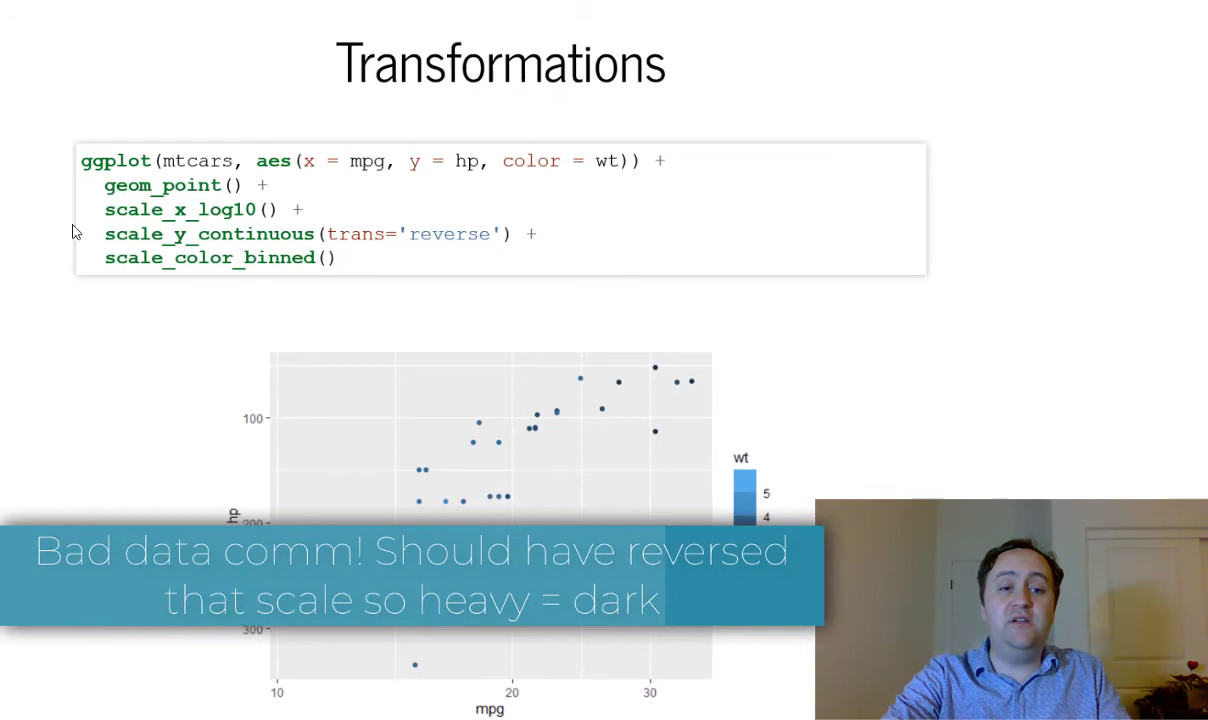 Transformations
ggplot(mtcars, aes(x = mpg, y = hp, color = wt)) +
geom_point() +
scale_x_log10() +
scale_y_continuous(trans='reverse') +
scale_color_binned()
100
wt
5
4
hp
200
Bad data comm! Should have reversed
that scale so heavy = dark
300
10
20
30
mpg